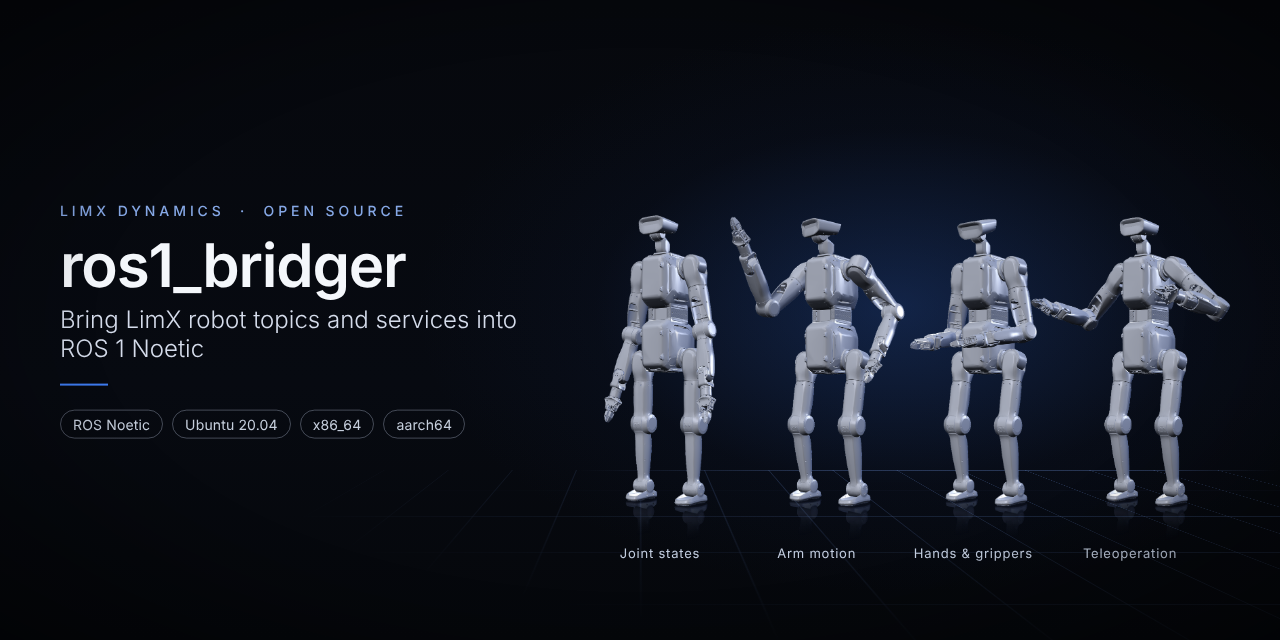 LIMX DYNAMICS · OPEN SOURCE
ros1_bridger
Bring LimX robot topics and services into
ROS 1 Noetic
ROS Noetic
Ubuntu 20.04
x86_64
aarch64
Joint states
Arm motion
Hands & grippers
Teleoperation